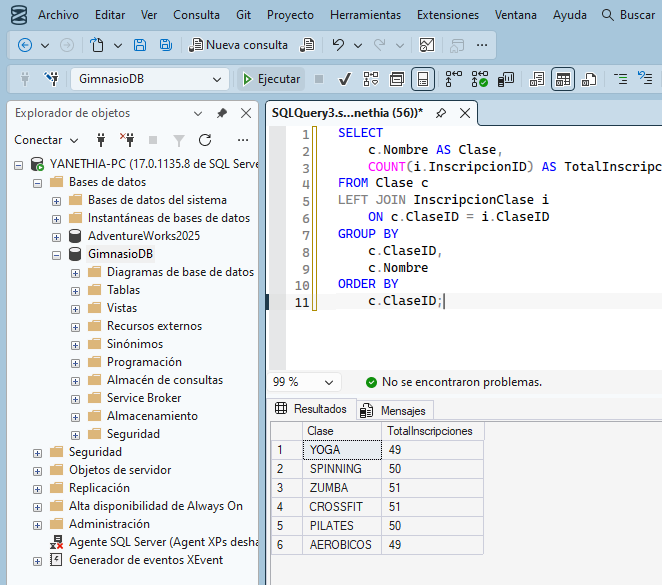 Archivo Editar Ver Consulta Git Proyecto Herramientas Extensiones Ventana Ayuda Buscar
Nueva consulta
GimnasioDB Ejecutar
Explorador de objetos
Conectar
YANETHIA-PC (17.0.1135.8 de SQL Serve
Bases de datos
Bases de datos del sistema
Instantáneas de bases de datos
AdventureWorks2025
GimnasioDB
Diagramas de base de datos
Tablas
Vistas
Recursos externos
Sinónimos
Programación
Almacén de consultas
Service Broker
Almacenamiento
Seguridad
Seguridad
Objetos de servidor
Replicación
Alta disponibilidad de Always On
Administración
Agente SQL Server (Agent XPs desha
Generador de eventos XEvent
SQLQuery3.s...nethia (56))*
1 SELECT
2 c.Nombre AS Clase,
3 COUNT(i.InscripcionID) AS TotalInscripc
4 FROM Clase c
5 LEFT JOIN InscripcionClase i
6 ON c.ClaseID = i.ClaseID
7 GROUP BY
8 c.ClaseID,
9 c.Nombre
10 ORDER BY
11 c.ClaseID;
99 % No se encontraron problemas.
Resultados Mensajes
Clase TotalInscripciones
1 YOGA 49
2 SPINNING 50
3 ZUMBA 51
4 CROSSFIT 51
5 PILATES 50
6 AEROBICOS 49